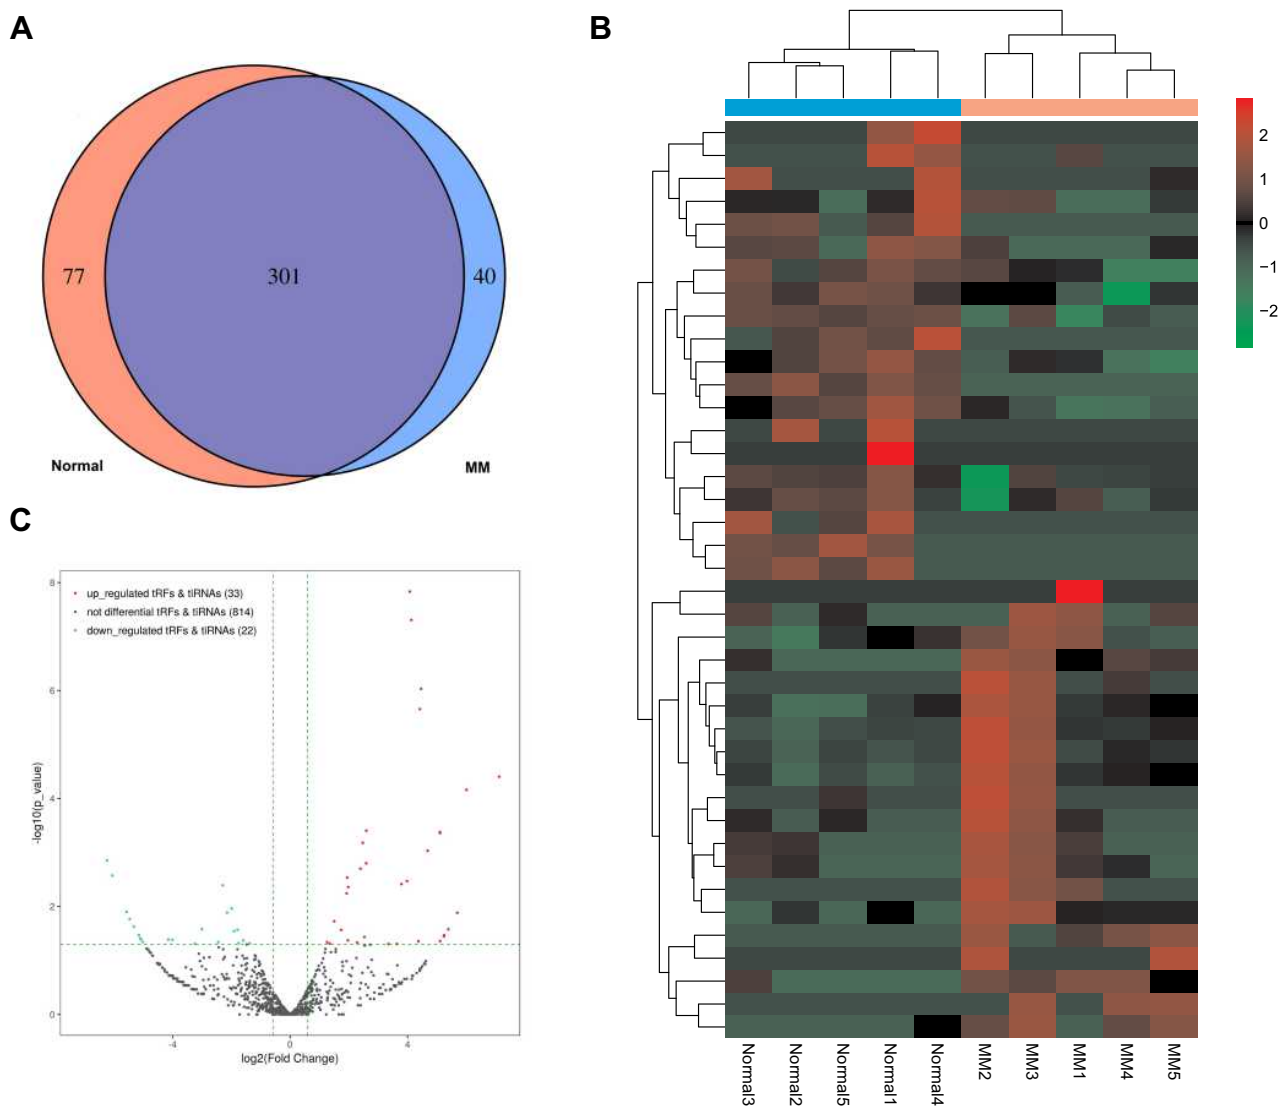 A
77
301
40
Normal
MM
B
2
1
0
−1
−2
Normal3
Normal2
Normal5
Normal1
Normal4
MM2
MM3
MM1
MM4
MM5
C
up_regulated tRFs & tiRNAs (33)
not differential tRFs & tiRNAs (814)
down_regulated tRFs & tiRNAs (22)
-log10(p_value)
8
6
4
2
0
-4
0
4
log2(Fold Change)